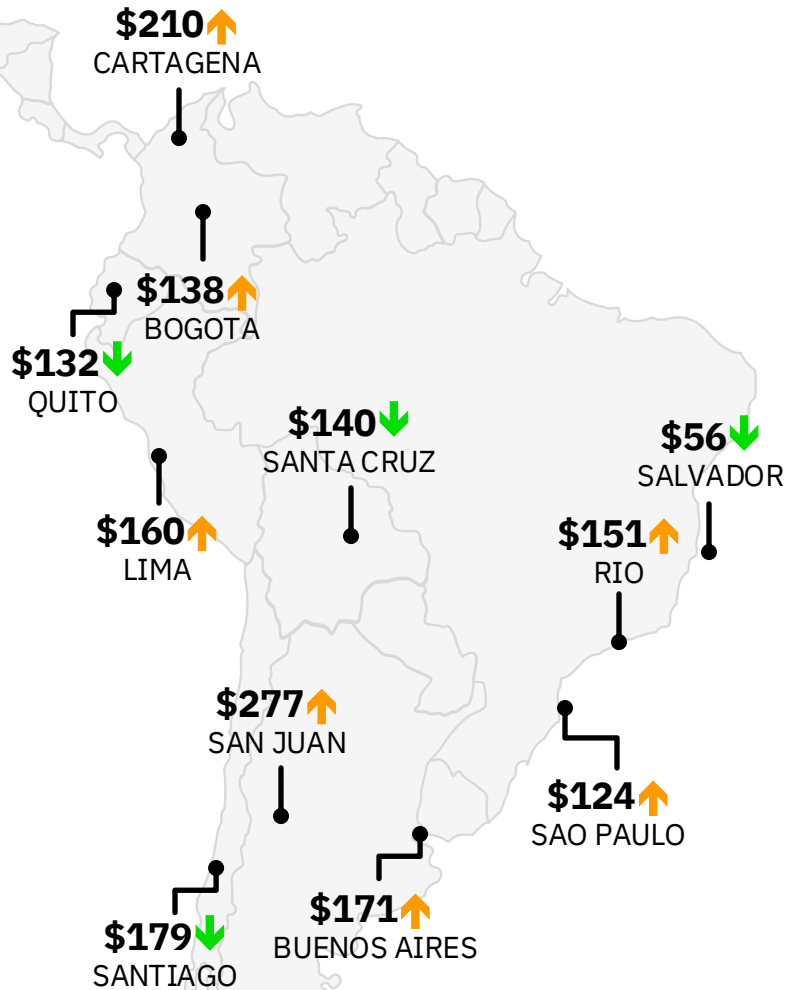 $210
CARTAGENA
$138
BOGOTA
$132
QUITO
$140
SANTA CRUZ
$56
SALVADOR
$160
LIMA
$151
RIO
$277
SAN JUAN
$124
SAO PAULO
$171
BUENOS AIRES
$179
SANTIAGO